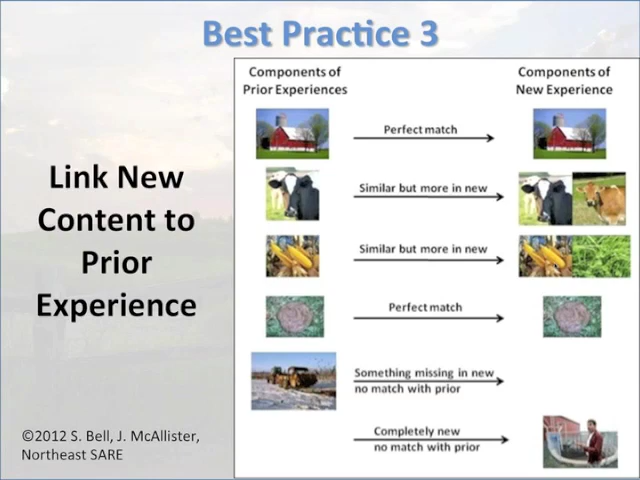 Best Practice 3
Link New
Content to
Prior
Experience
©2012 S. Bell, J. McAllister,
Northeast SARE
Components of
Prior Experiences
Components of
New Experience
Perfect match
Similar but more in new
Similar but more in new
Perfect match
Something missing in new
no match with prior
Completely new
no match with prior